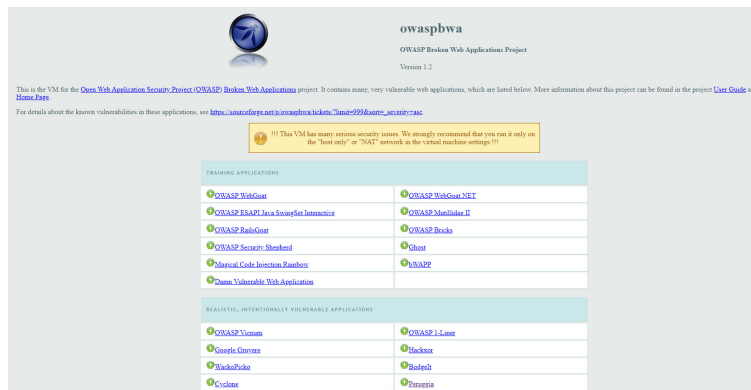 owaspbwa
OWASP Broken Web Applications Project
Version 1.2
This is the VM for the Open Web Application Security Project (OWASP) Broken Web Applications project. It contains many, very vulnerable web applications, which are listed below. More information about this project can be found in the project User Guide a
Home Page.
For details about the known vulnerabilities in these applications, see https://sourceforge.net/p/owaspbwa/tickets/?limit=999&sort=_severity+asc.
!!! This VM has many serious security issues. We strongly recommend that you run it only on
the "host only" or "NAT" network in the virtual machine settings !!!
TRAINING APPLICATIONS
OWASP WebGoat
OWASP WebGoat.NET
OWASP ESAPI Java SwingSet Interactive
OWASP Mutillidae II
OWASP RailsGoat
OWASP Bricks
OWASP Security Shepherd
Ghost
Magical Code Injection Rainbow
bWAPP
Damn Vulnerable Web Application
REALISTIC, INTENTIONALLY VULNERABLE APPLICATIONS
OWASP Vicnum
OWASP 1-Liner
Google Gruyere
Hackxor
WackoPicko
BodgeIt
Cyclone
Peruggia